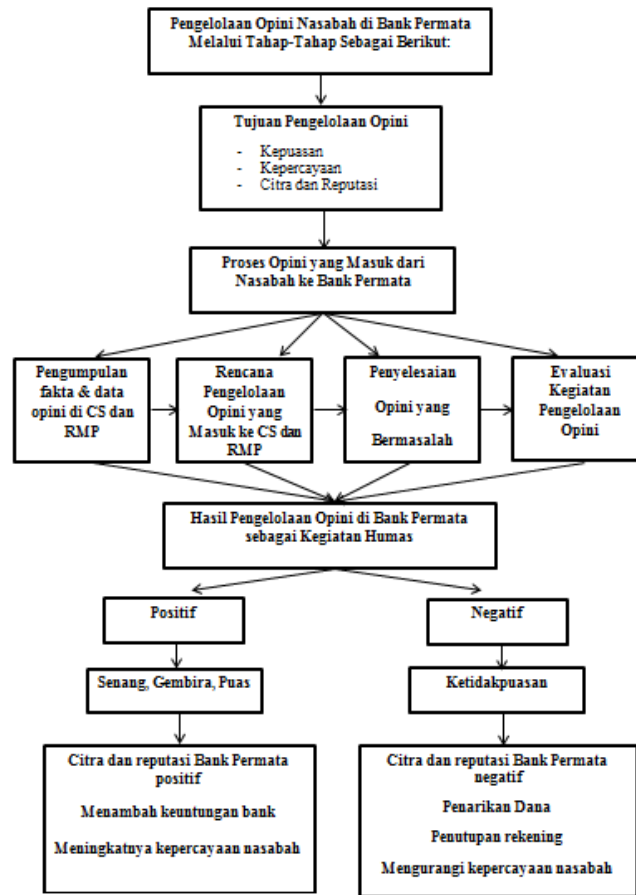 Pengelolaan Opini Nasabah di Bank Permata
Melalui Tahap-Tahap Sebagai Berikut:
Tujuan Pengelolaan Opini
- Kepuasan
- Kepercayaan
- Citra dan Reputasi
Proses Opini yang Masuk dari
Nasabah ke Bank Permata
Pengumpulan
fakta & data
opini di CS dan
RMP
Rencana
Pengelolaan
Opini yang
Masuk ke CS dan
RMP
Penyelesaian
Opini yang
Bermasalah
Evaluasi
Kegiatan
Pengelolaan
Opini
Hasil Pengelolaan Opini di Bank Permata
sebagai Kegiatan Humas
Positif
Negatif
Senang, Gembira, Puas
Ketidakpuasan
Citra dan reputasi Bank Permata
positif
Menambah keuntungan bank
Meningkatnya kepercayaan nasabah
Citra dan reputasi Bank Permata
negatif
Penarikan Dana
Penutupan rekening
Mengurangi kepercayaan nasabah